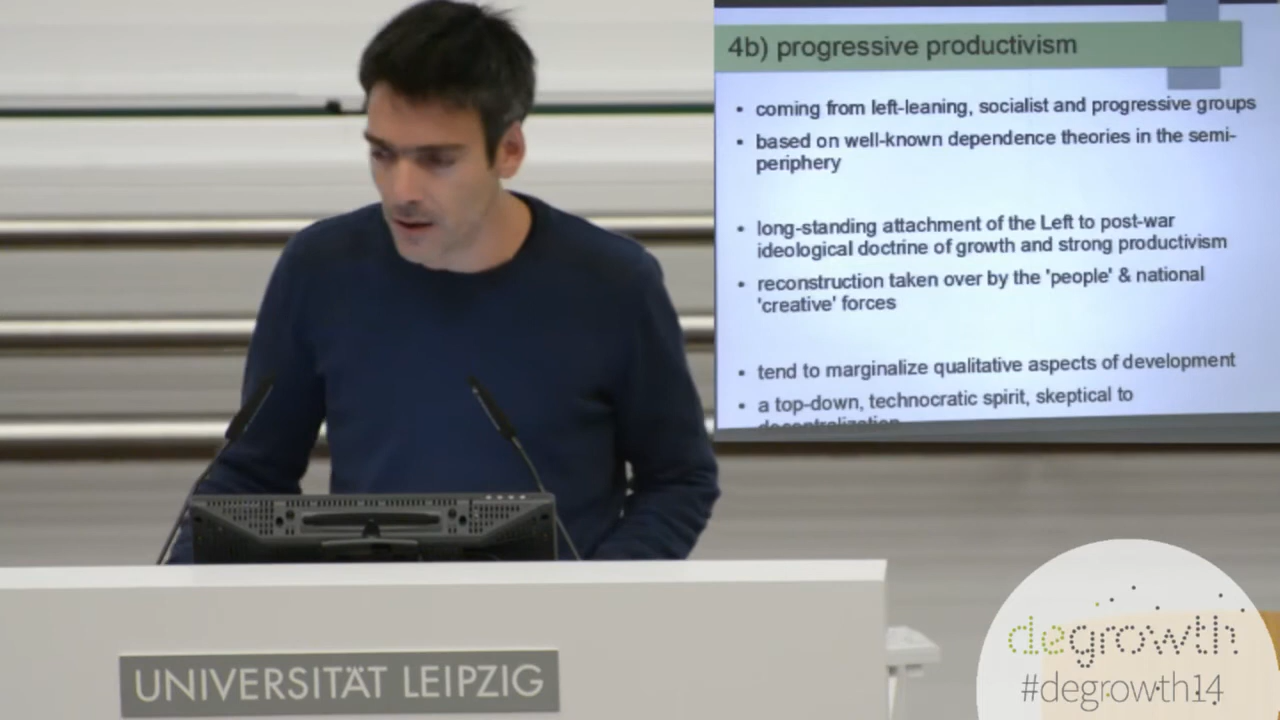 4b) progressive productivism
• coming from left-leaning, socialist and progressive groups
• based on well-known dependence theories in the semi-
periphery
• long-standing attachment of the Left to post-war
ideological doctrine of growth and strong productivism
• reconstruction taken over by the 'people' & national
'creative' forces
• tend to marginalize qualitative aspects of development
• a top-down, technocratic spirit, skeptical to
decentralization
UNIVERSITÄT LEIPZIG
degrowth
#degrowth14